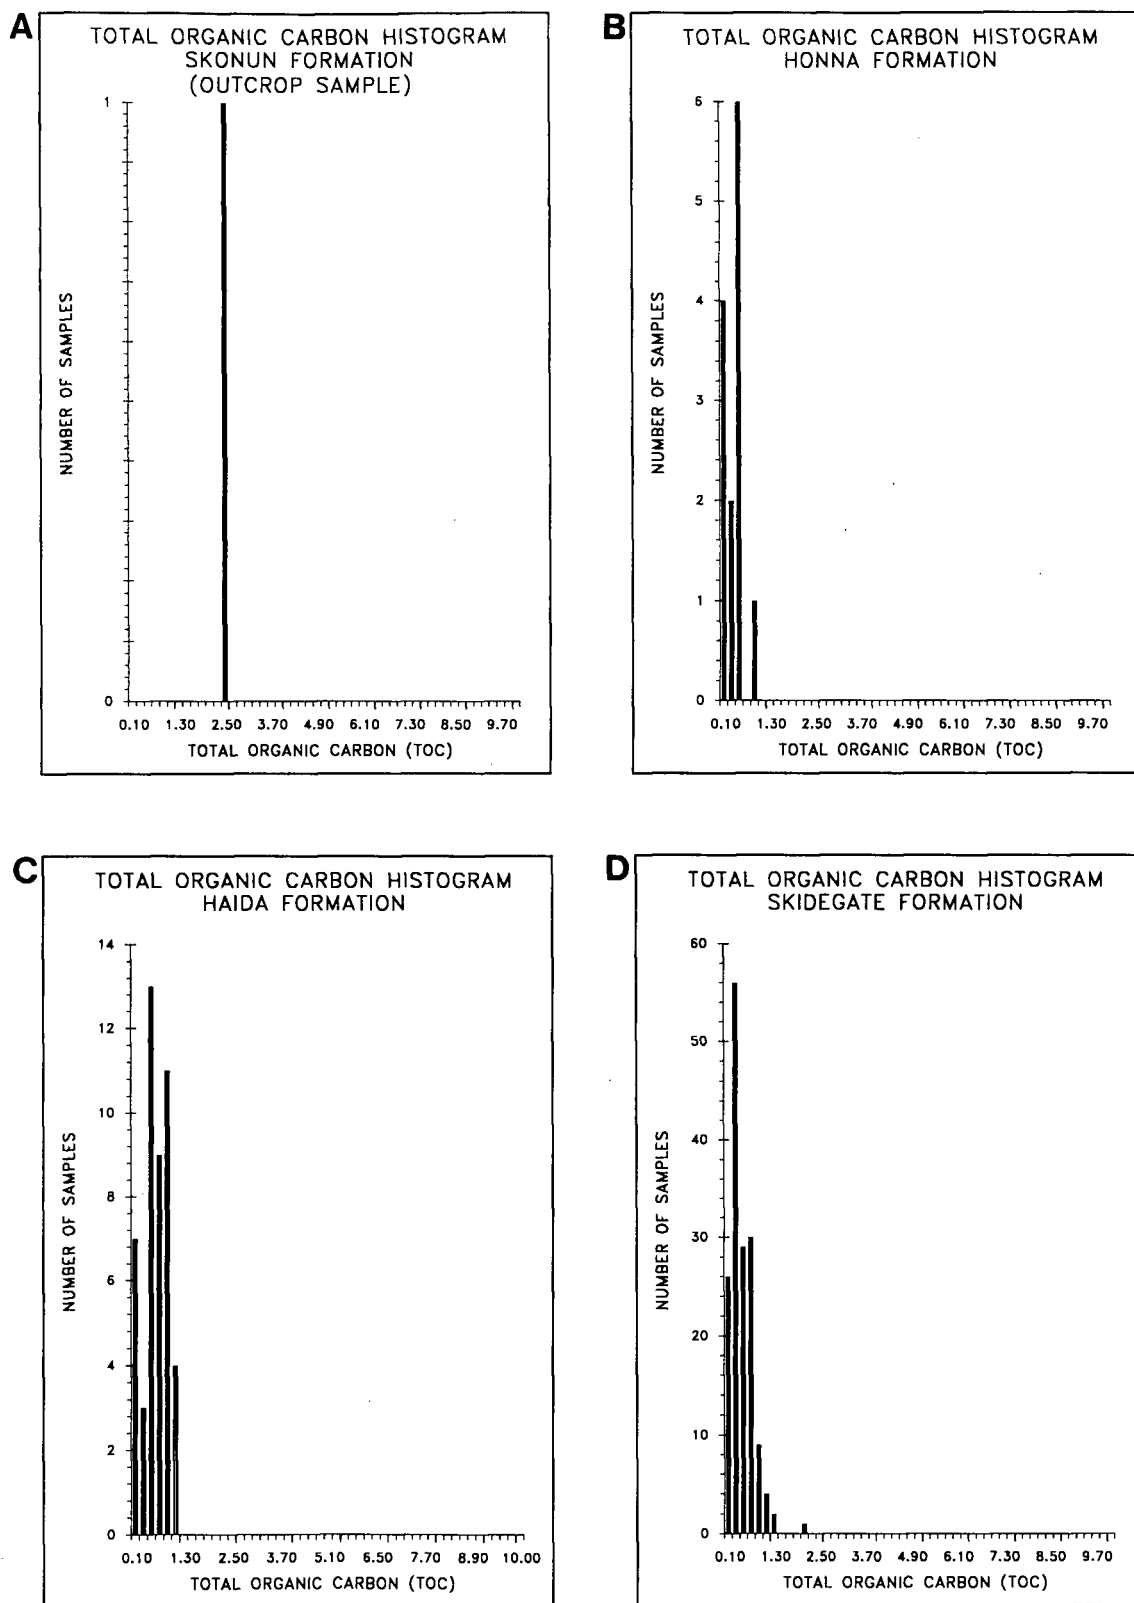 A
TOTAL ORGANIC CARBON HISTOGRAM
SKONUN FORMATION
(OUTCROP SAMPLE)
1
0
NUMBER OF SAMPLES
0.10 1.30 2.50 3.70 4.90 6.10 7.30 8.50 9.70
TOTAL ORGANIC CARBON (TOC)
B
TOTAL ORGANIC CARBON HISTOGRAM
HONNA FORMATION
6
5
4
3
2
1
0
NUMBER OF SAMPLES
0.10 1.30 2.50 3.70 4.90 6.10 7.30 8.50 9.70
TOTAL ORGANIC CARBON (TOC)
C
TOTAL ORGANIC CARBON HISTOGRAM
HAIDA FORMATION
14
12
10
8
6
4
2
0
NUMBER OF SAMPLES
0.10 1.30 2.50 3.70 5.10 6.40 7.70 8.90 10.00
TOTAL ORGANIC CARBON (TOC)
D
TOTAL ORGANIC CARBON HISTOGRAM
SKIDEGATE FORMATION
60
50
40
30
20
10
0
NUMBER OF SAMPLES
0.10 1.30 2.50 3.70 4.90 6.10 7.30 8.50 9.70
TOTAL ORGANIC CARBON (TOC)